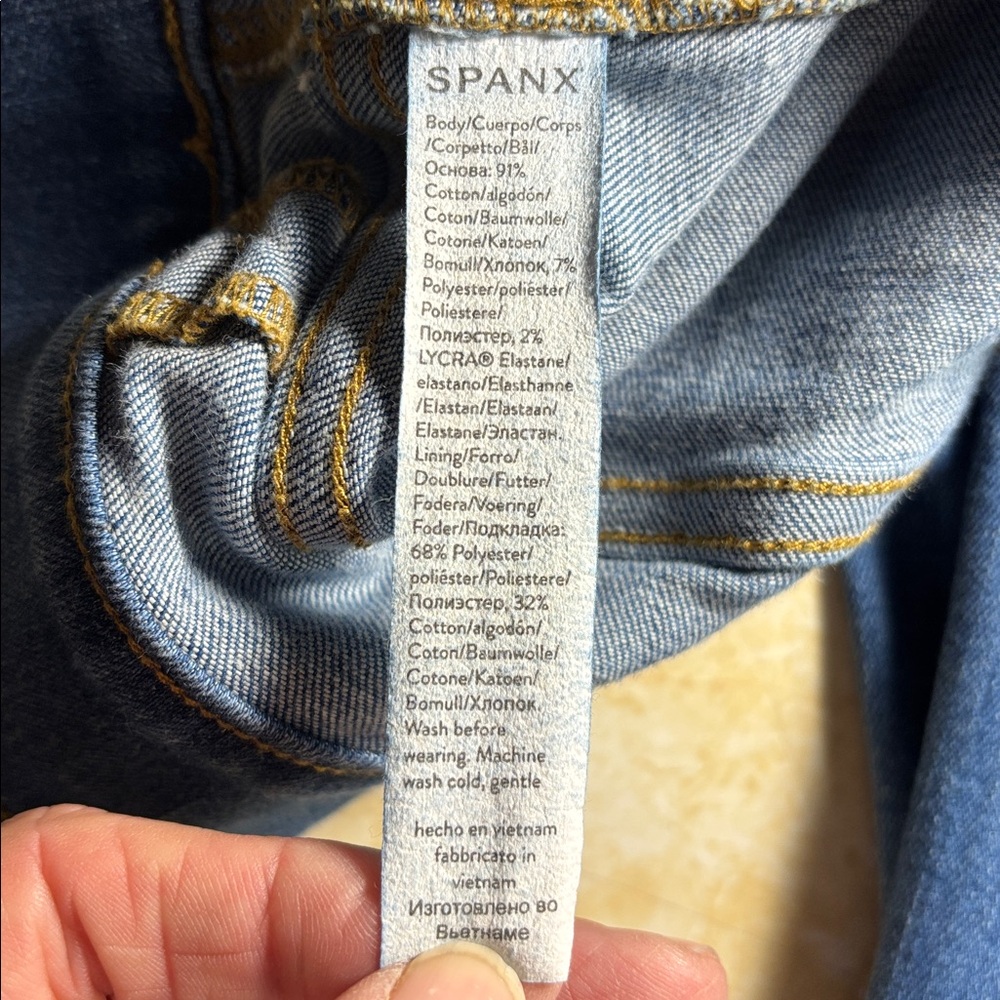 SPANX
Body/Cuerpo/Corps
/Corpetto/Bål/
Основа: 91%
Cotton/algodón/
Coton/Baumwolle/
Cotone/Katoen/
Bomull/Хлопок, 7%
Polyester/poliéster/
Poliestere/
Полиэстер, 2%
LYCRA® Elastane/
elastano/Elasthanne
/Elastan/Elastaan/
Elastane/Эластан.
Lining/Forro/
Doublure/Futter/
Fodera/Voering/
Foder/Подкладка:
68% Polyester/
poliéster/Poliestere/
Полиэстер, 32%
Cotton/algodón/
Coton/Baumwolle/
Cotone/Katoen/
Bomull/Хлопок.
Wash before
wearing. Machine
wash cold, gentle
hecho en vietnam
fabbricato in
vietnam
Изготовлено во
Вьетнаме